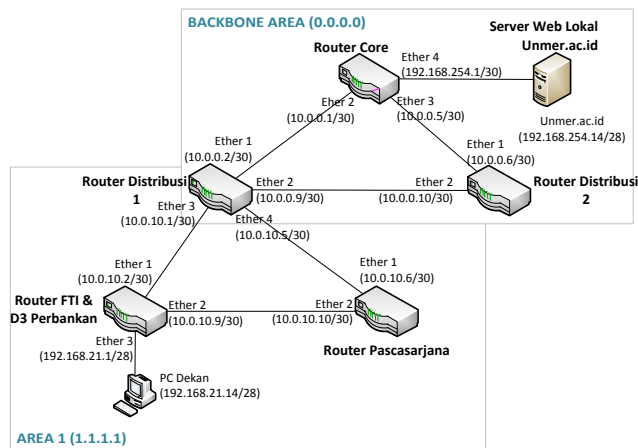 BACKBONE AREA (0.0.0.0)
Server Web Lokal
Unmer.ac.id
Router Core
Ether 4
(192.168.254.1/30)
Ether 2
(10.0.0.1/30)
Ether 3
(10.0.0.5/30)
Unmer.ac.id
(192.168.254.14/28)
Ether 1
(10.0.0.2/30)
Ether 1
(10.0.0.6/30)
Router Distribusi
1
Ether 2
(10.0.0.9/30)
Ether 2
(10.0.0.10/30)
Router Distribusi
2
Ether 3
(10.0.10.1/30)
Ether 4
(10.0.10.5/30)
Ether 1
(10.0.10.2/30)
Ether 1
(10.0.10.6/30)
Router FTI &
D3 Perbankan
Ether 2
(10.0.10.9/30)
Ether 2
(10.0.10.10/30)
Router Pascasarjana
Ether 3
(192.168.21.1/28)
PC Dekan
(192.168.21.14/28)
AREA 1 (1.1.1.1)